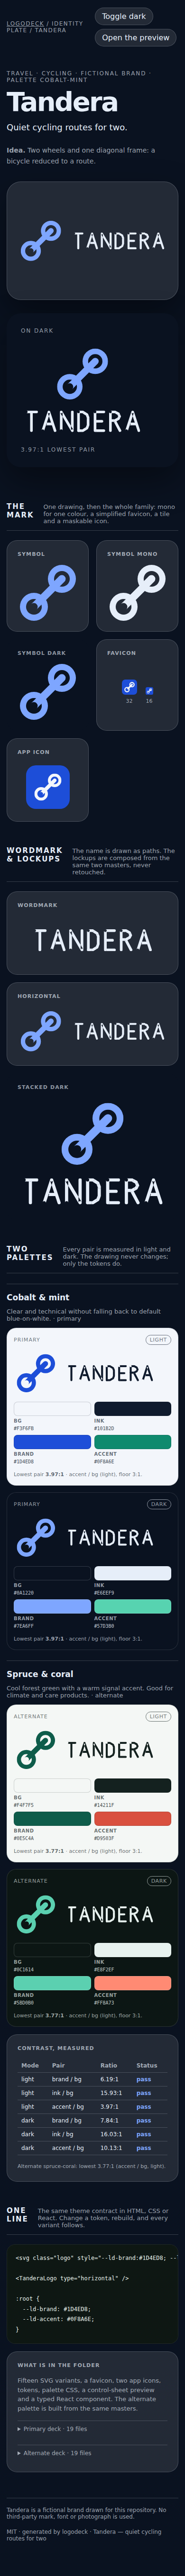 LOGODECK / IDENTITY
PLATE / TANDERA
Toggle dark
Open the preview
TRAVEL · CYCLING · FICTIONAL BRAND ·
PALETTE COBALT-MINT
Tandera
Quiet cycling routes for two.
Idea. Two wheels and one diagonal frame: a
bicycle reduced to a route.
TANDERA
ON DARK
TANDERA
3.97:1 LOWEST PAIR
THE
MARK
One drawing, then the whole family: mono
for one colour, a simplified favicon, a tile
and a maskable icon.
SYMBOL
SYMBOL MONO
SYMBOL DARK
FAVICON
32
16
APP ICON
WORDMARK
& LOCKUPS
The name is drawn as paths. The
lockups are composed from the
same two masters, never
retouched.
WORDMARK
TANDERA
HORIZONTAL
TANDERA
STACKED DARK
TANDERA
TWO
PALETTES
Every pair is measured in light and
dark. The drawing never changes;
only the tokens do.
Cobalt & mint
Clear and technical without falling back to default
blue-on-white. · primary
PRIMARY
LIGHT
TANDERA
BG
#F3F6FB
INK
#10182D
BRAND
#1D4ED8
ACCENT
#0F8A6E
Lowest pair 3.97:1 · accent / bg (light), floor 3:1.
PRIMARY
DARK
TANDERA
BG
#0A1220
INK
#E6EEF9
BRAND
#7EA6FF
ACCENT
#57D3B0
Lowest pair 3.97:1 · accent / bg (light), floor 3:1.
Spruce & coral
Cool forest green with a warm signal accent. Good for
climate and care products. · alternate
ALTERNATE
LIGHT
TANDERA
BG
#F4F7F5
INK
#14211F
BRAND
#0E5C4A
ACCENT
#D9503F
Lowest pair 3.77:1 · accent / bg (light), floor 3:1.
ALTERNATE
DARK
TANDERA
BG
#0C1614
INK
#E8F2EF
BRAND
#5BD0B0
ACCENT
#FF8A73
Lowest pair 3.77:1 · accent / bg (light), floor 3:1.
CONTRAST, MEASURED
Mode Pair Ratio Status
light brand / bg 6.19:1 pass
light ink / bg 15.93:1 pass
light accent / bg 3.97:1 pass
dark brand / bg 7.84:1 pass
dark ink / bg 16.03:1 pass
dark accent / bg 10.13:1 pass
Alternate spruce-coral: lowest 3.77:1 (accent / bg, light).
ONE
LINE
The same theme contract in HTML, CSS or
React. Change a token, rebuild, and every
variant follows.
<svg class="logo" style="--ld-brand:#1D4ED8; --
<TanderaLogo type="horizontal" />
:root {
--ld-brand: #1D4ED8;
--ld-accent: #0F8A6E;
}
WHAT IS IN THE FOLDER
Fifteen SVG variants, a favicon, two app icons,
tokens, palette CSS, a control-sheet preview
and a typed React component. The alternate
palette is built from the same masters.
▸ Primary deck · 19 files
▸ Alternate deck · 19 files
Tandera is a fictional brand drawn for this repository. No
third-party mark, font or photograph is used.
MIT · generated by logodeck · Tandera — quiet cycling
routes for two